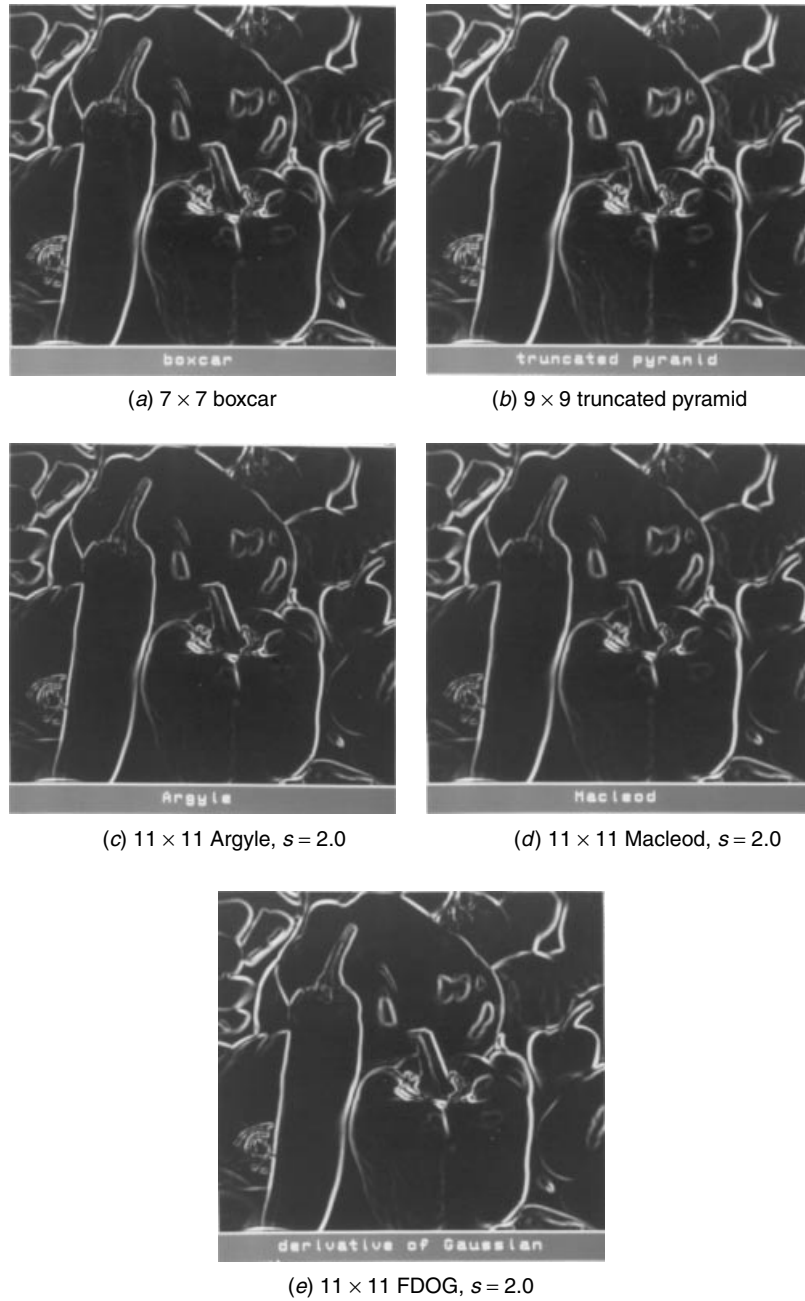 boxcar
truncated pyramid
(a) 7 × 7 boxcar
(b) 9 × 9 truncated pyramid
Argyle
Macleod
(c) 11 × 11 Argyle, s = 2.0
(d) 11 × 11 Macleod, s = 2.0
derivative of Gaussian
(e) 11 × 11 FDOG, s = 2.0